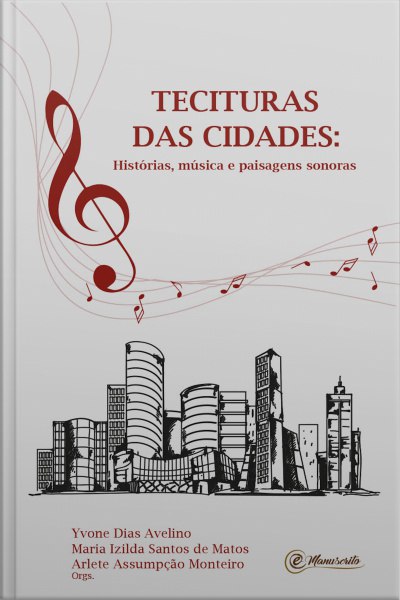 TECITURAS
DAS CIDADES:
Histórias, música e paisagens sonoras
Yvone Dias Avelino
Maria Izilda Santos de Matos
Arlete Assumpção Monteiro
Orgs.
e Manuscrito